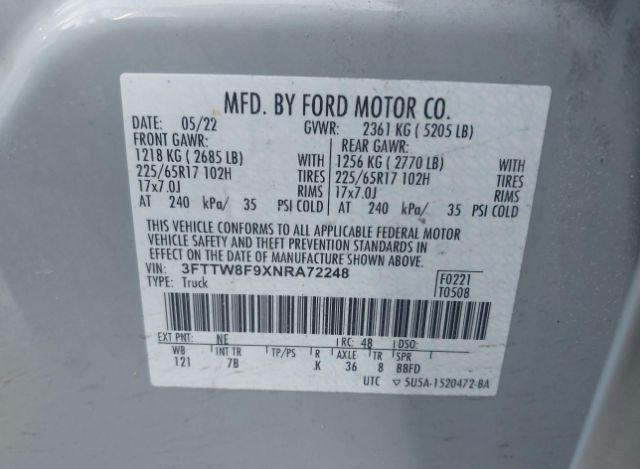 MFD. BY FORD MOTOR CO.
DATE: 05/22 GVWR: 2361 KG ( 5205 LB)
FRONT GAWR: REAR GAWR:
1218 KG ( 2685 LB) WITH 1256 KG ( 2770 LB) WITH
225/65R17 102H TIRES 225/65R17 102H TIRES
17x7.0J RIMS 17x7.0J RIMS
AT 240 kPa/ 35 PSI COLD AT 240 kPa/ 35 PSI COLD
THIS VEHICLE CONFORMS TO ALL APPLICABLE FEDERAL MOTOR
VEHICLE SAFETY AND THEFT PREVENTION STANDARDS IN
EFFECT ON THE DATE OF MANUFACTURE SHOWN ABOVE.
VIN: 3FTTW8F9XNRA72248 F0221
TYPE: Truck T0508
EXT PNT: NE RC: 48 DSO:
WB INT TR TP/PS R AXLE TR SPR
121 7B .K 36 8 BBFD
UTC ▽ 5U5A-1520472-BA